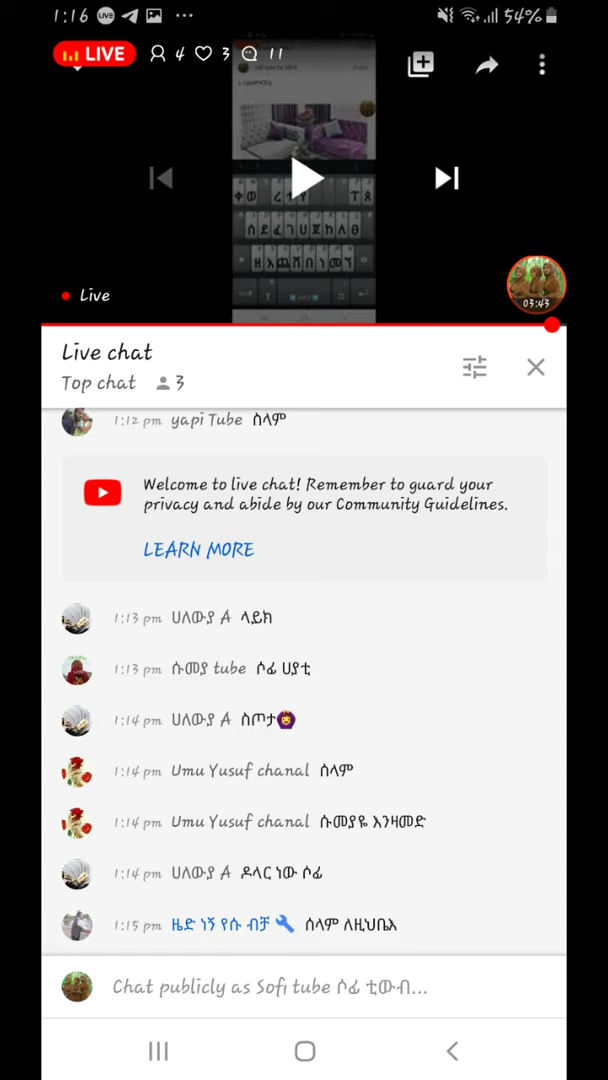 1:16 LIVE 54%
LIVE 4 3 11
Live
03:43
Live chat
Top chat 3
1:12 pm yapi Tube ስላም
Welcome to live chat! Remember to guard your
privacy and abide by our Community Guidelines.
LEARN MORE
1:13 pm ሀለውያ A ላይክ
1:13 pm ሱመያ tube ሶፊ ሀያቲ
1:14 pm ሀለውያ A ስጦታ🙆
1:14 pm Umu Yusuf chanal ሰላም
1:14 pm Umu Yusuf chanal ሱመያዬ እንዛመድ
1:14 pm ሀለውያ A ዶላር ነው ሶፊ
1:15 pm ዜድ ነኝ የሱ ብቻ 🔧 ሰላም ለዚህቤእ
Chat publicly as Sofi tube ሶፊ ቲውብ...